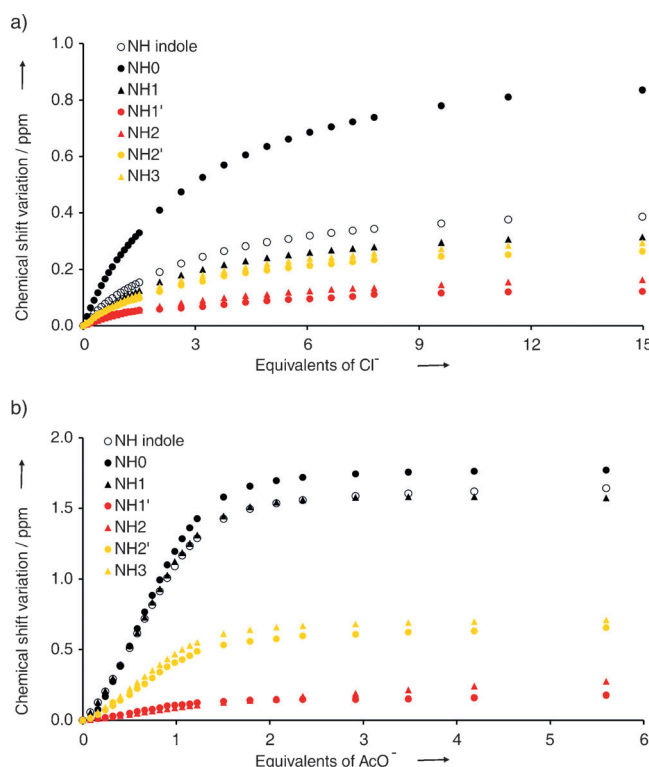 a)
1.0
0.8
0.6
0.4
0.2
0.0
Chemical shift variation / ppm
NH indole
NH0
NH1
NH1'
NH2
NH2'
NH3
0 3 6 9 12 15
Equivalents of Cl⁻
b)
2.0
1.5
1.0
0.5
0.0
Chemical shift variation / ppm
NH indole
NH0
NH1
NH1'
NH2
NH2'
NH3
0 1 2 3 4 5 6
Equivalents of AcO⁻